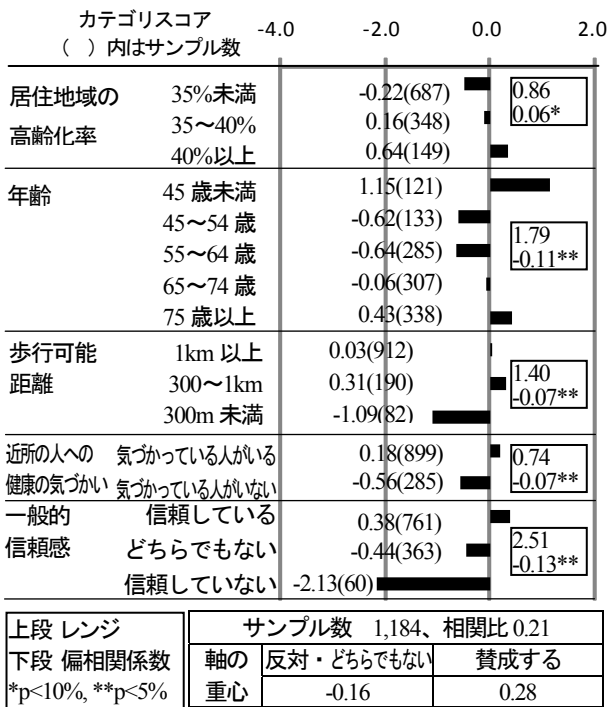 カテゴリスコア
（　）内はサンプル数
-4.0 -2.0 0.0 2.0
居住地域の
高齢化率
35%未満 -0.22(687)
35～40% 0.16(348)
40%以上 0.64(149)
0.86
0.06*
年齢
45 歳未満 1.15(121)
45～54 歳 -0.62(133)
55～64 歳 -0.64(285)
65～74 歳 -0.06(307)
75 歳以上 0.43(338)
1.79
-0.11**
歩行可能
距離
1km 以上 0.03(912)
300～1km 0.31(190)
300m 未満 -1.09(82)
1.40
-0.07**
近所の人への
健康の気づかい
気づかっている人がいる 0.18(899)
気づかっている人がいない -0.56(285)
0.74
-0.07**
一般的
信頼感
信頼している 0.38(761)
どちらでもない -0.44(363)
信頼していない -2.13(60)
2.51
-0.13**
上段 レンジ
下段 偏相関係数
*p<10%, **p<5%
サンプル数　1,184、相関比 0.21
軸の
重心
反対・どちらでもない 賛成する
-0.16 0.28